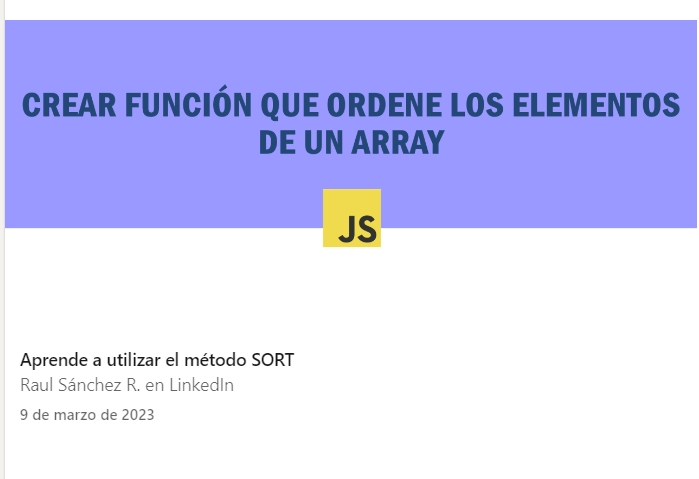 CREAR FUNCIÓN QUE ORDENE LOS ELEMENTOS
DE UN ARRAY
JS
Aprende a utilizar el método SORT
Raul Sánchez R. en LinkedIn
9 de marzo de 2023